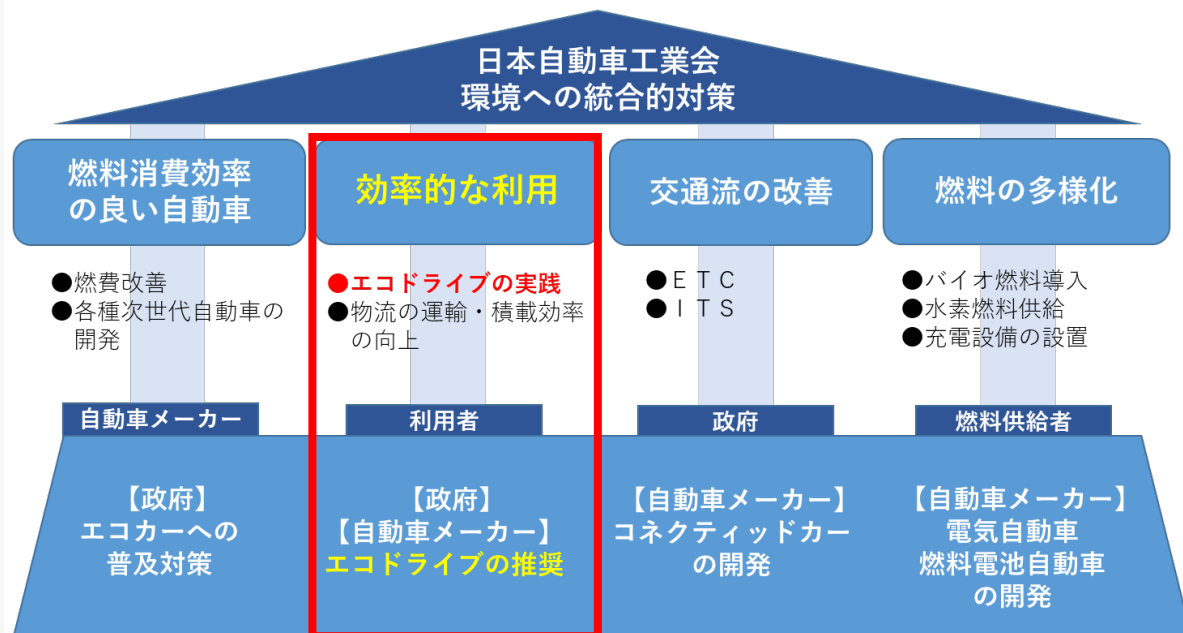 日本自動車工業会
環境への統合的対策
燃料消費効率
の良い自動車
●燃費改善
●各種次世代自動車の
開発
自動車メーカー
【政府】
エコカーへの
普及対策
効率的な利用
●エコドライブの実践
●物流の運輸・積載効率
の向上
利用者
【政府】
【自動車メーカー】
エコドライブの推奨
交通流の改善
●ＥＴＣ
●ＩＴＳ
政府
【自動車メーカー】
コネクティッドカー
の開発
燃料の多様化
●バイオ燃料導入
●水素燃料供給
●充電設備の設置
燃料供給者
【自動車メーカー】
電気自動車
燃料電池自動車
の開発